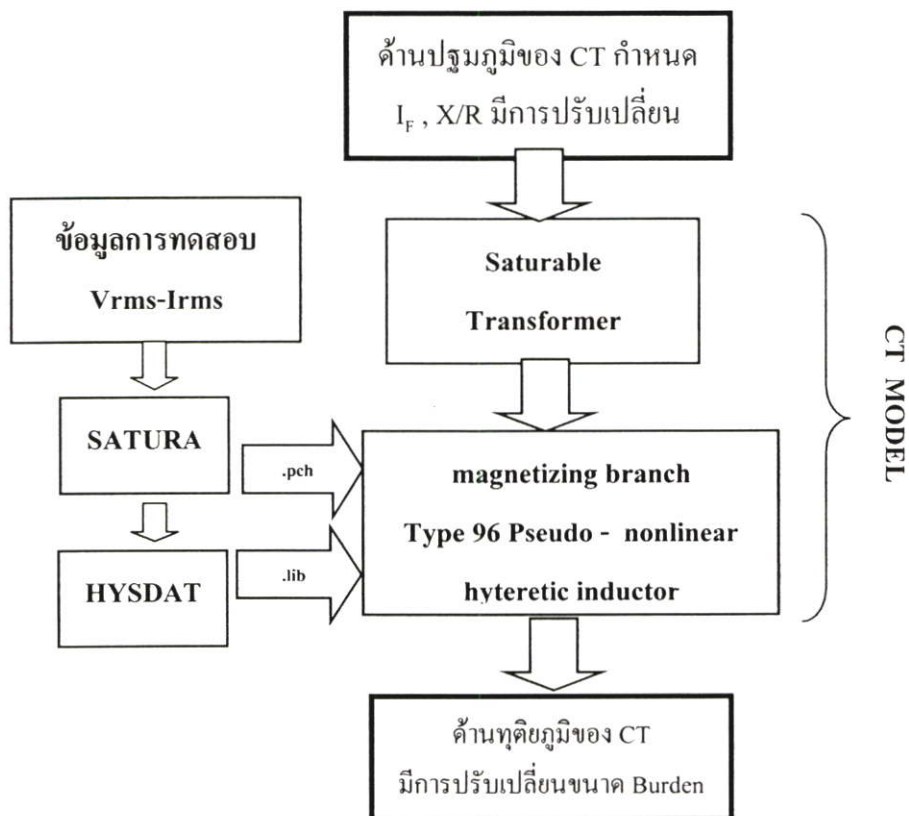 ด้านปฐมภูมิของ CT กำหนด
I_F , X/R มีการปรับเปลี่ยน
ข้อมูลการทดสอบ
Vrms-Irms
Saturable
Transformer
SATURA
.pch
magnetizing branch
Type 96 Pseudo - nonlinear
hyteretic inductor
HYSDAT
.lib
CT MODEL
ด้านทุติยภูมิของ CT
มีการปรับเปลี่ยนขนาด Burden